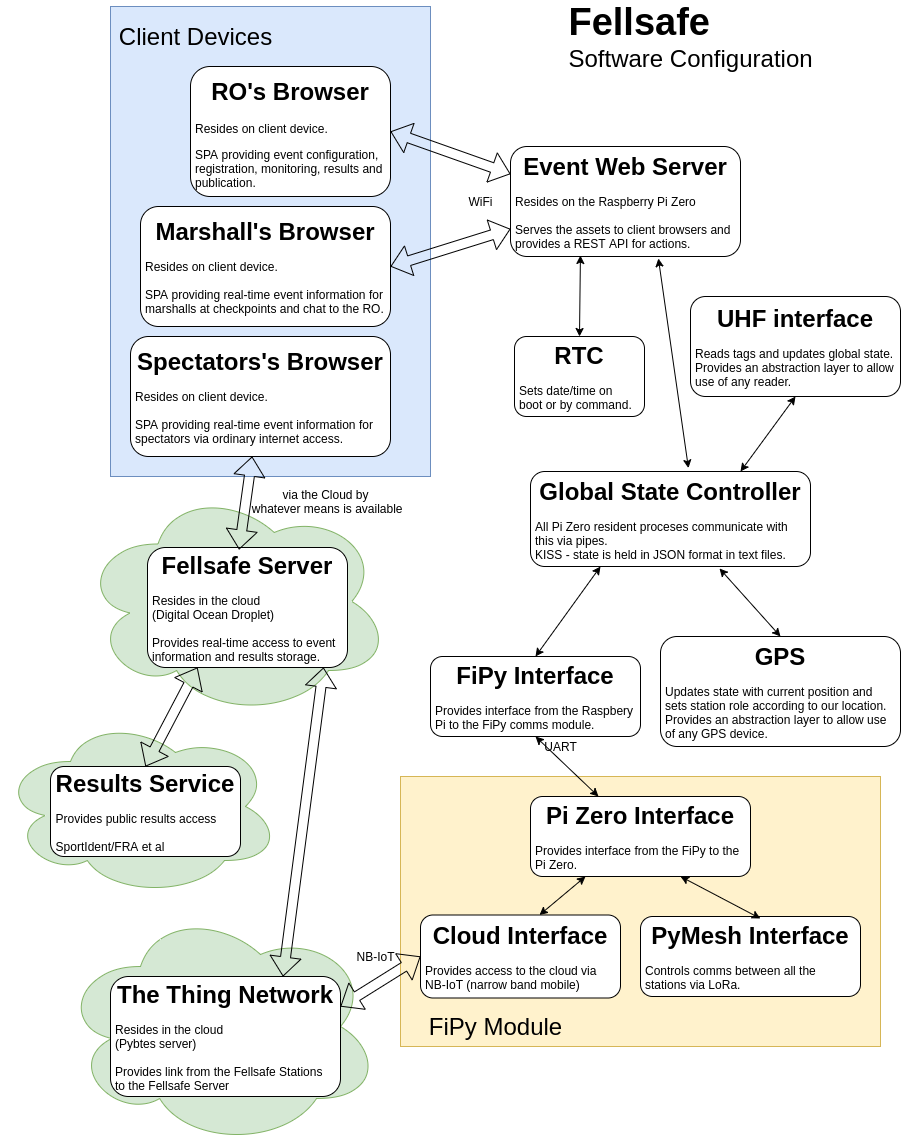 Fellsafe
Software Configuration
Client Devices
RO's Browser
Resides on client device.
SPA providing event configuration,
registration, monitoring, results and
publication.
Marshall's Browser
Resides on client device.
SPA providing real-time event information for
marshalls at checkpoints and chat to the RO.
Spectators's Browser
Resides on client device.
SPA providing real-time event information for
spectators via ordinary internet access.
WiFi
Event Web Server
Resides on the Raspberry Pi Zero
Serves the assets to client browsers and
provides a REST API for actions.
RTC
Sets date/time on
boot or by command.
UHF interface
Reads tags and updates global state.
Provides an abstraction layer to allow
use of any reader.
via the Cloud by
whatever means is available
Global State Controller
All Pi Zero resident proceses communicate with
this via pipes.
KISS - state is held in JSON format in text files.
Fellsafe Server
Resides in the cloud
(Digital Ocean Droplet)
Provides real-time access to event
information and results storage.
FiPy Interface
Provides interface from the Raspbery
Pi to the FiPy comms module.
GPS
Updates state with current position and
sets station role according to our location.
Provides an abstraction layer to allow use
of any GPS device.
UART
Results Service
Provides public results access
SportIdent/FRA et al
Pi Zero Interface
Provides interface from the FiPy to the
Pi Zero.
Cloud Interface
Provides access to the cloud via
NB-IoT (narrow band mobile)
PyMesh Interface
Controls comms between all the
stations via LoRa.
FiPy Module
NB-IoT
The Thing Network
Resides in the cloud
(Pybtes server)
Provides link from the Fellsafe Stations
to the Fellsafe Server